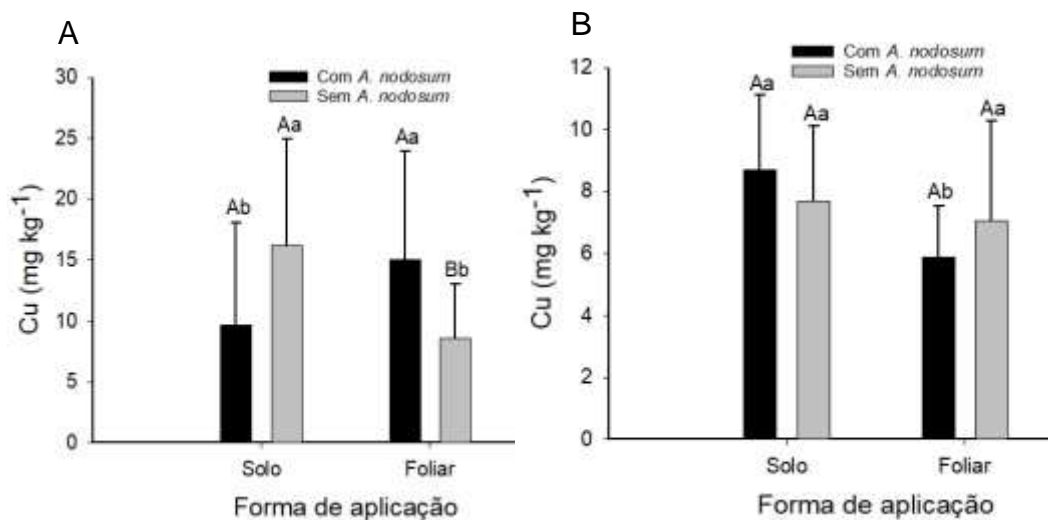 A
Com A. nodosum
Sem A. nodosum
30
25
20
15
10
5
0
Cu (mg kg-1)
Ab
Aa
Aa
Bb
Solo
Foliar
Forma de aplicação
B
Com A. nodosum
Sem A. nodosum
12
10
8
6
4
2
0
Cu (mg kg-1)
Aa
Aa
Ab
Aa
Solo
Foliar
Forma de aplicação